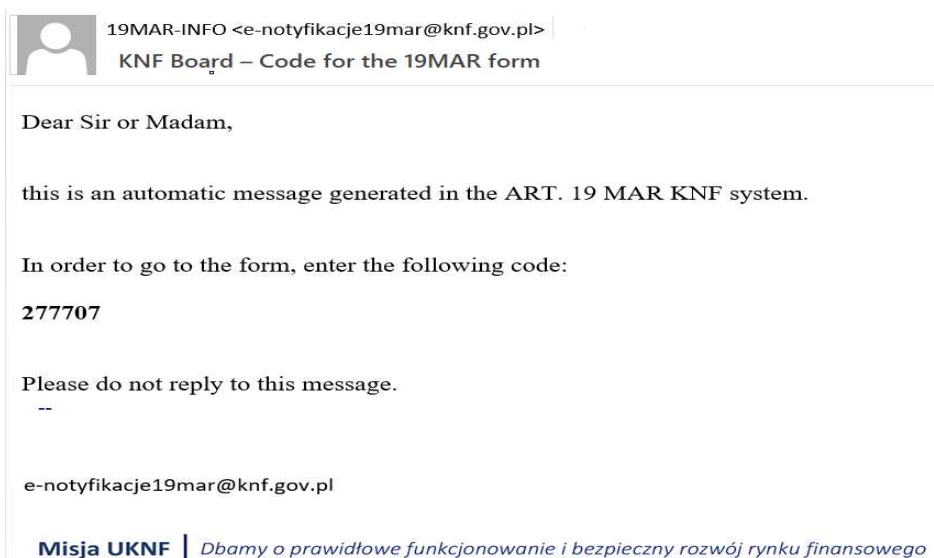 19MAR-INFO <e-notyfikacje19mar@knf.gov.pl>
KNF Board – Code for the 19MAR form
Dear Sir or Madam,
this is an automatic message generated in the ART. 19 MAR KNF system.
In order to go to the form, enter the following code:
277707
Please do not reply to this message.
--
e-notyfikacje19mar@knf.gov.pl
Misja UKNF | Dbamy o prawidłowe funkcjonowanie i bezpieczny rozwój rynku finansowego